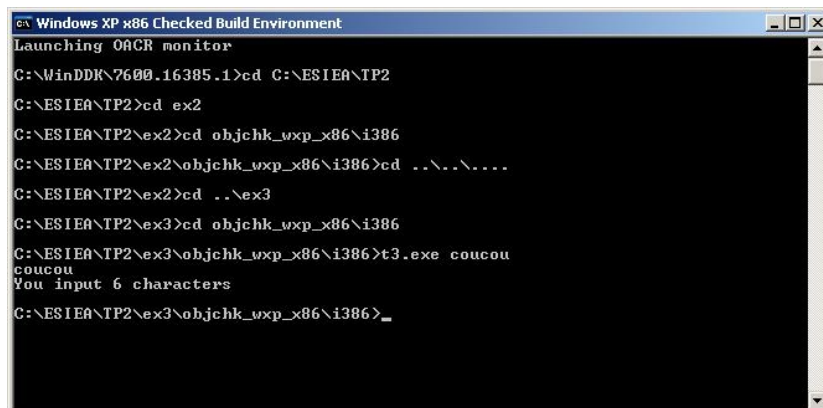 Windows XP x86 Checked Build Environment
Launching OACR monitor
C:\WinDDK\7600.16385.1>cd C:\ESIEA\TP2
C:\ESIEA\TP2>cd ex2
C:\ESIEA\TP2\ex2>cd objchk_wxp_x86\i386
C:\ESIEA\TP2\ex2\objchk_wxp_x86\i386>cd ..\..\....
C:\ESIEA\TP2\ex2>cd ..\ex3
C:\ESIEA\TP2\ex3>cd objchk_wxp_x86\i386
C:\ESIEA\TP2\ex3\objchk_wxp_x86\i386>t3.exe coucou
coucou
You input 6 characters
C:\ESIEA\TP2\ex3\objchk_wxp_x86\i386>_